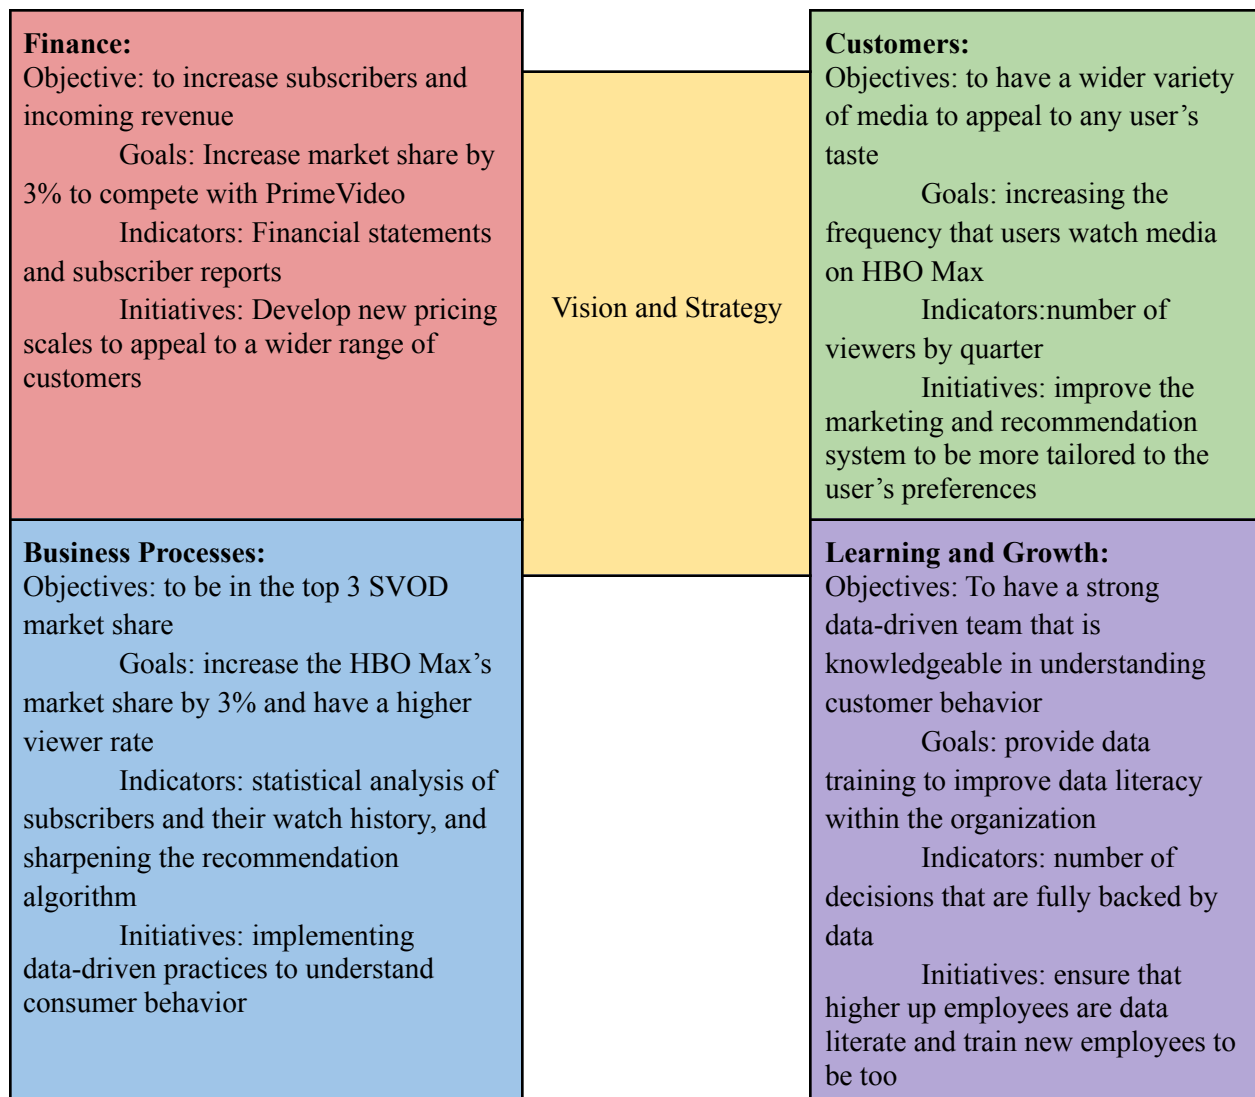 Finance:
Objective: to increase subscribers and
incoming revenue
Goals: Increase market share by
3% to compete with PrimeVideo
Indicators: Financial statements
and subscriber reports
Initiatives: Develop new pricing
scales to appeal to a wider range of
customers
Vision and Strategy
Customers:
Objectives: to have a wider variety
of media to appeal to any user’s
taste
Goals: increasing the
frequency that users watch media
on HBO Max
Indicators:number of
viewers by quarter
Initiatives: improve the
marketing and recommendation
system to be more tailored to the
user’s preferences
Business Processes:
Objectives: to be in the top 3 SVOD
market share
Goals: increase the HBO Max’s
market share by 3% and have a higher
viewer rate
Indicators: statistical analysis of
subscribers and their watch history, and
sharpening the recommendation
algorithm
Initiatives: implementing
data-driven practices to understand
consumer behavior
Learning and Growth:
Objectives: To have a strong
data-driven team that is
knowledgeable in understanding
customer behavior
Goals: provide data
training to improve data literacy
within the organization
Indicators: number of
decisions that are fully backed by
data
Initiatives: ensure that
higher up employees are data
literate and train new employees to
be too